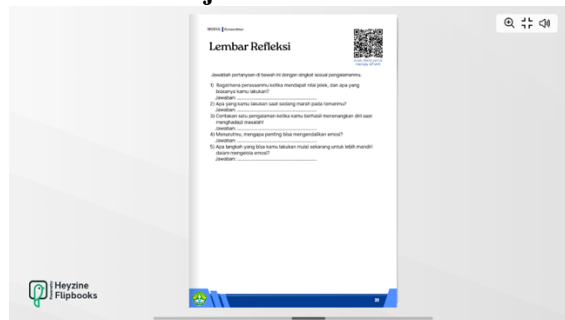 MODUL | Kemandirian
Lembar Refleksi
Jawablah pertanyaan di bawah ini dengan singkat sesuai pengalamanmu.
1) Bagaimana perasaanmu ketika mendapat nilai jelek, dan apa yang
biasanya kamu lakukan?
Jawaban:
2) Apa yang kamu lakukan saat sedang marah pada temanmu?
Jawaban:
3) Ceritakan satu pengalaman ketika kamu berhasil menenangkan diri saat
menghadapi masalah!
Jawaban:
4) Menurutmu, mengapa penting bisa mengendalikan emosi?
Jawaban:
5) Apa langkah yang bisa kamu lakukan mulai sekarang untuk lebih mandiri
dalam mengelola emosi?
Jawaban:
Heyzine
Flipbooks